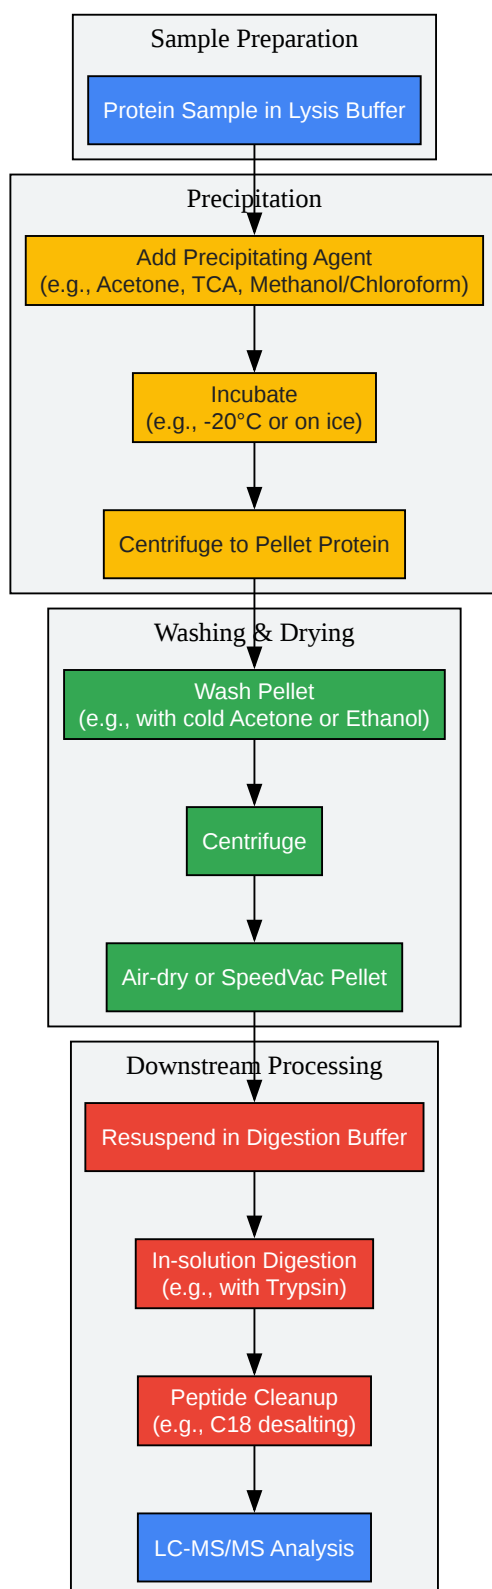 Sample Preparation
Protein Sample in Lysis Buffer
Precipitation
Add Precipitating Agent
(e.g., Acetone, TCA, Methanol/Chloroform)
Incubate
(e.g., -20°C or on ice)
Centrifuge to Pellet Protein
Washing & Drying
Wash Pellet
(e.g., with cold Acetone or Ethanol)
Centrifuge
Air-dry or SpeedVac Pellet
Downstream Processing
Resuspend in Digestion Buffer
In-solution Digestion
(e.g., with Trypsin)
Peptide Cleanup
(e.g., C18 desalting)
LC-MS/MS Analysis